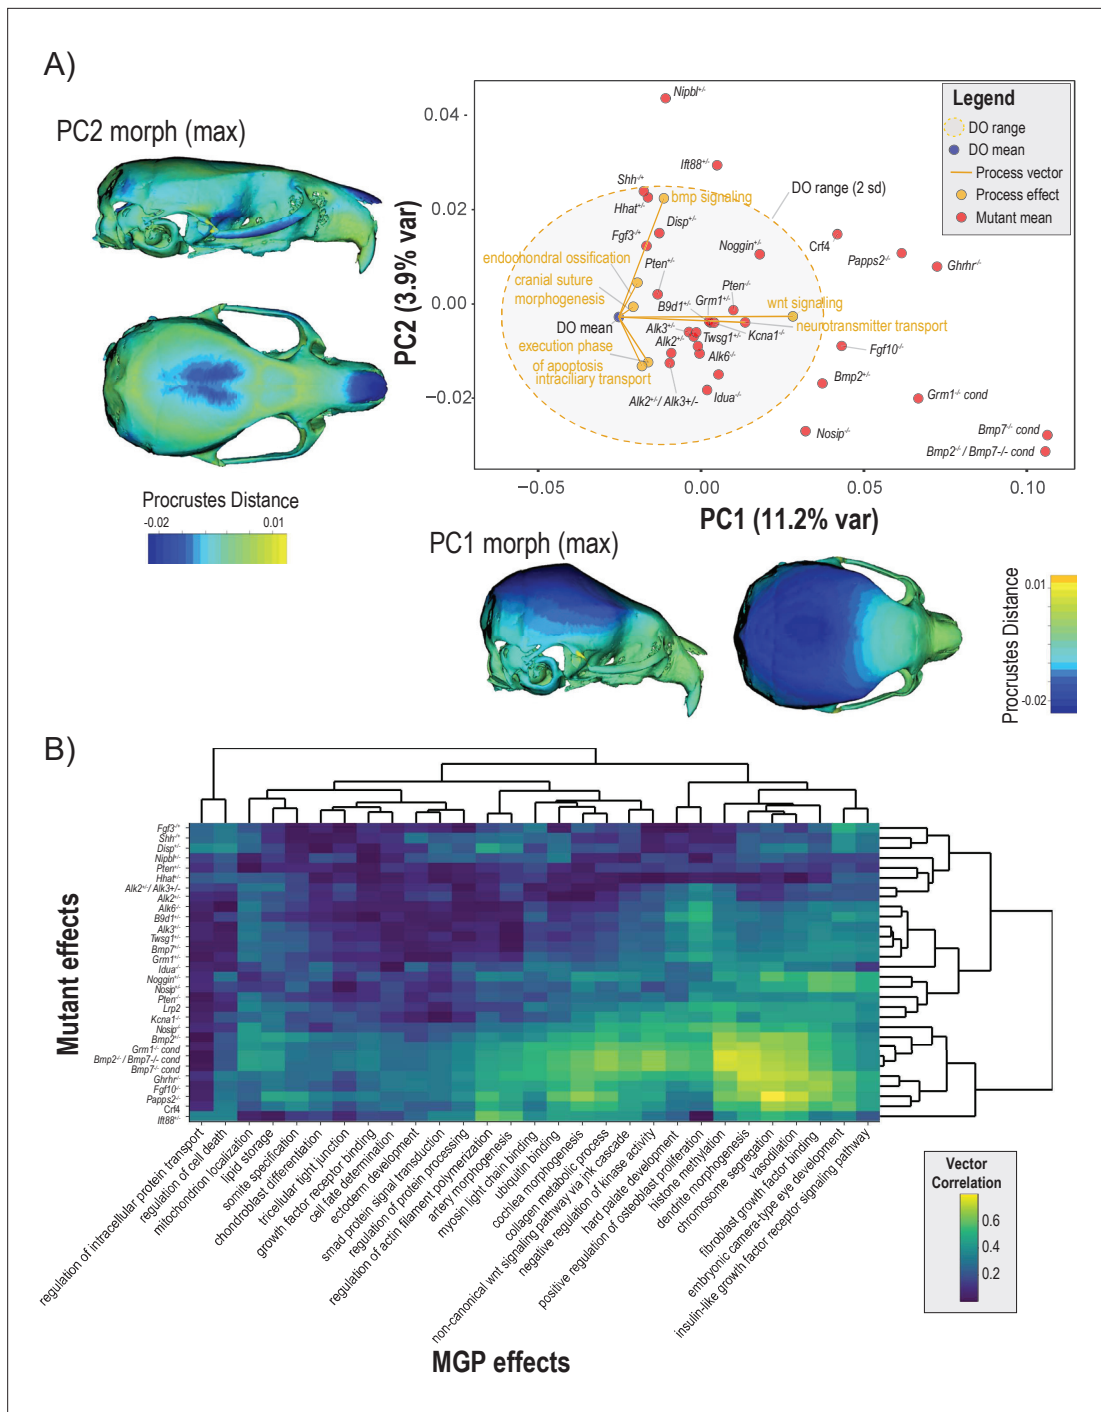 A)
PC2 morph (max)
Procrustes Distance
-0.02
0.01
PC2 (3.9% var)
0.04
0.02
0.00
−0.02
Nipbl+/-
Ift88+/-
Shh-/+
Hhat+/-
bmp signaling
DO range (2 sd)
Disp+/-
Fgf3-/+
Noggin+/-
Crf4
Papps2-/-
Ghrhr-/-
endochondral ossification
Pten+/-
cranial suture
morphogenesis
Pten-/-
B9d1+/-
Grm1+/-
wnt signaling
DO mean
Alk3+/-
neurotransmitter transport
Alk2+/-
Twsg1+/-
Kcna1-/-
execution phase
of apoptosis
Alk6-/-
Fgf10-/-
intraciliary transport
Bmp2+/-
Alk2+/-/ Alk3+/-
Idua-/-
Grm1-/- cond
Nosip-/-
Bmp7-/- cond
Bmp2-/-/ Bmp7-/- cond
Legend
DO range
DO mean
Process vector
Process effect
Mutant mean
−0.05
0.00
0.05
0.10
PC1 (11.2% var)
PC1 morph (max)
Procrustes Distance
0.01
-0.02
B)
Mutant effects
Fgf3-/+
Shh-/+
Disp+/-
Nipbl+/-
Pten+/-
Hhat+/-
Alk2+/-/ Alk3+/-
Alk2+/-
Alk6-/-
B9d1+/-
Alk3+/-
Twsg1+/-
Bmp7+/-
Grm1+/-
Idua-/-
Noggin+/-
Nosip+/-
Pten-/-
Lrp2
Kcna1-/-
Nosip-/-
Bmp2+/-
Grm1-/- cond
Bmp2-/-/ Bmp7-/- cond
Bmp7-/- cond
Ghrhr-/-
Fgf10-/-
Papps2-/-
Crf4
Ift88+/-
regulation of intracellular protein transport
regulation of cell death
mitochondrion localization
lipid storage
somite specification
chondroblast differentiation
tricellular tight junction
growth factor receptor binding
cell fate determination
ectoderm development
smad protein signal transduction
regulation of protein processing
regulation of actin filament polymerization
artery morphogenesis
myosin light chain binding
ubiquitin binding
cochlea morphogenesis
collagen metabolic process
non-canonical wnt signaling pathway via jnk cascade
negative regulation of kinase activity
hard palate development
positive regulation of osteoblast proliferation
histone methylation
dendrite morphogenesis
chromosome segregation
vasodilation
fibroblast growth factor binding
embryonic camera-type eye development
insulin-like growth factor receptor signaling pathway
MGP effects
Vector
Correlation
0.6
0.4
0.2